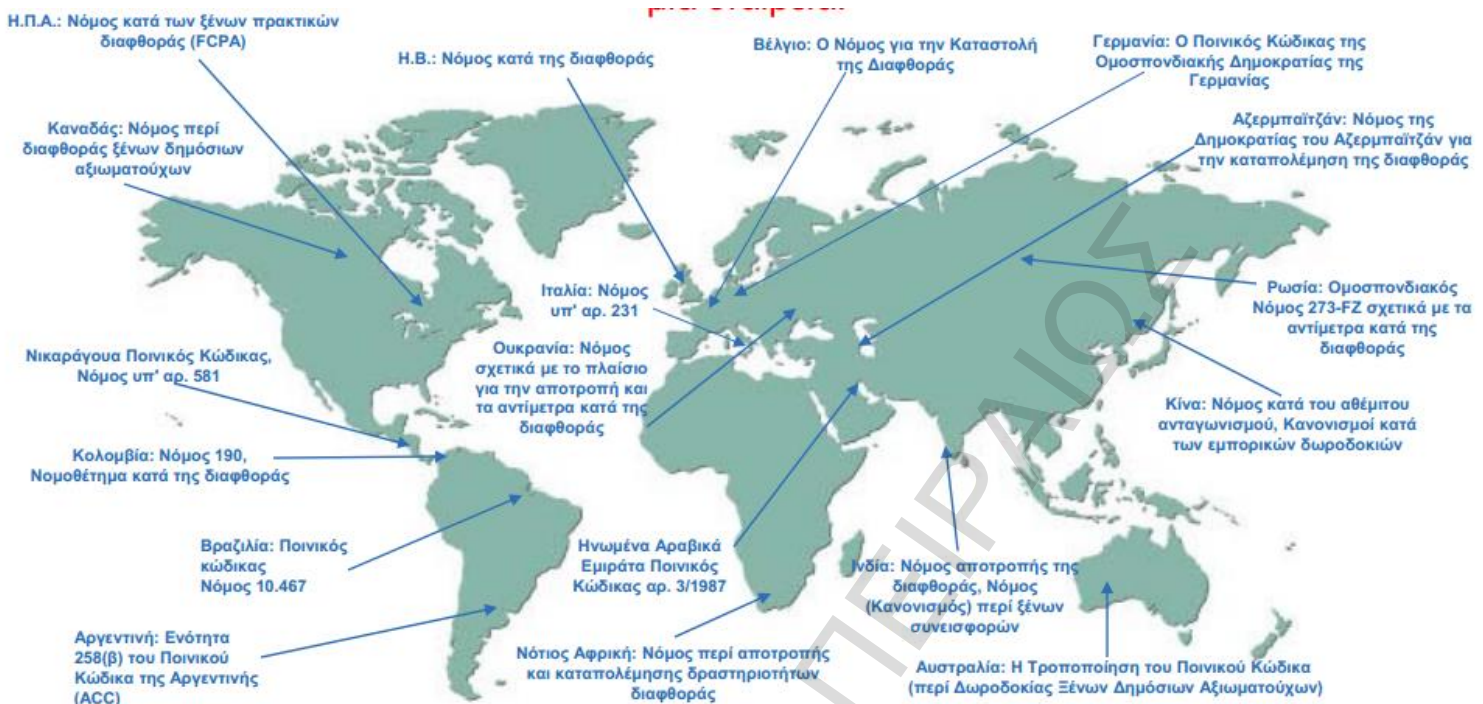 Η.Π.Α.: Νόμος κατά των ξένων πρακτικών
διαφθοράς (FCPA)
Η.Β.: Νόμος κατά της διαφθοράς
Βέλγιο: Ο Νόμος για την Καταστολή
της Διαφθοράς
Γερμανία: Ο Ποινικός Κώδικας της
Ομοσπονδιακής Δημοκρατίας της
Γερμανίας
Καναδάς: Νόμος περί
διαφθοράς ξένων δημόσιων
αξιωματούχων
Αζερμπαϊτζάν: Νόμος της
Δημοκρατίας του Αζερμπαϊτζάν για
την καταπολέμηση της διαφθοράς
Ιταλία: Νόμος
υπ' αρ. 231
Ρωσία: Ομοσπονδιακός
Νόμος 273-FZ σχετικά με τα
αντίμετρα κατά της
διαφθοράς
Νικαράγουα Ποινικός Κώδικας,
Νόμος υπ' αρ. 581
Ουκρανία: Νόμος
σχετικά με το πλαίσιο
για την αποτροπή και
τα αντίμετρα κατά της
διαφθοράς
Κίνα: Νόμος κατά του αθέμιτου
ανταγωνισμού, Κανονισμοί κατά
των εμπορικών δωροδοκιών
Κολομβία: Νόμος 190,
Νομοθέτημα κατά της διαφθοράς
Βραζιλία: Ποινικός
κώδικας
Νόμος 10.467
Ηνωμένα Αραβικά
Εμιράτα Ποινικός
Κώδικας αρ. 3/1987
Ινδία: Νόμος αποτροπής της
διαφθοράς, Νόμος
(Κανονισμός) περί ξένων
συνεισφορών
Αργεντινή: Ενότητα
258(β) του Ποινικού
Κώδικα της Αργεντινής
(ACC)
Νότιος Αφρική: Νόμος περί αποτροπής
και καταπολέμησης δραστηριοτήτων
διαφθοράς
Αυστραλία: Η Τροποποίηση του Ποινικού Κώδικα
(περί Δωροδοκίας Ξένων Δημόσιων Αξιωματούχων)
ΠΕΙΡΑΙΩΣ